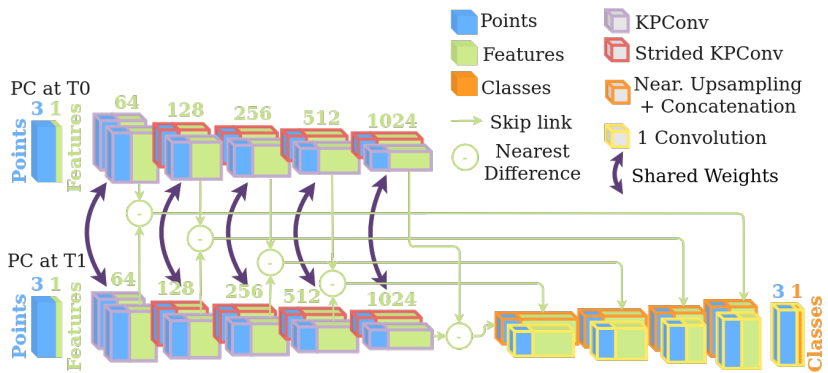 Points
Features
Classes
Skip link
-
Nearest
Difference
KPConv
Strided KPConv
Near. Upsampling
+ Concatenation
1 Convolution
Shared Weights
PC at T0
3 1
Points
Features
64
128
256
512
1024
-
-
-
-
PC at T1
3 1
Points
Features
64
128
256
512
1024
-
3 1
Classes